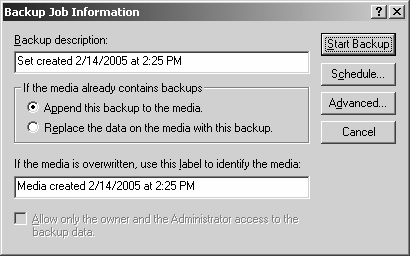 Backup Job Information
Backup description:
Start Backup
Set created 2/14/2005 at 2:25 PM
Schedule...
If the media already contains backups
Append this backup to the media.
Advanced...
Replace the data on the media with this backup.
Cancel
If the media is overwritten, use this label to identify the media:
Media created 2/14/2005 at 2:25 PM
Allow only the owner and the Administrator access to the
backup data.